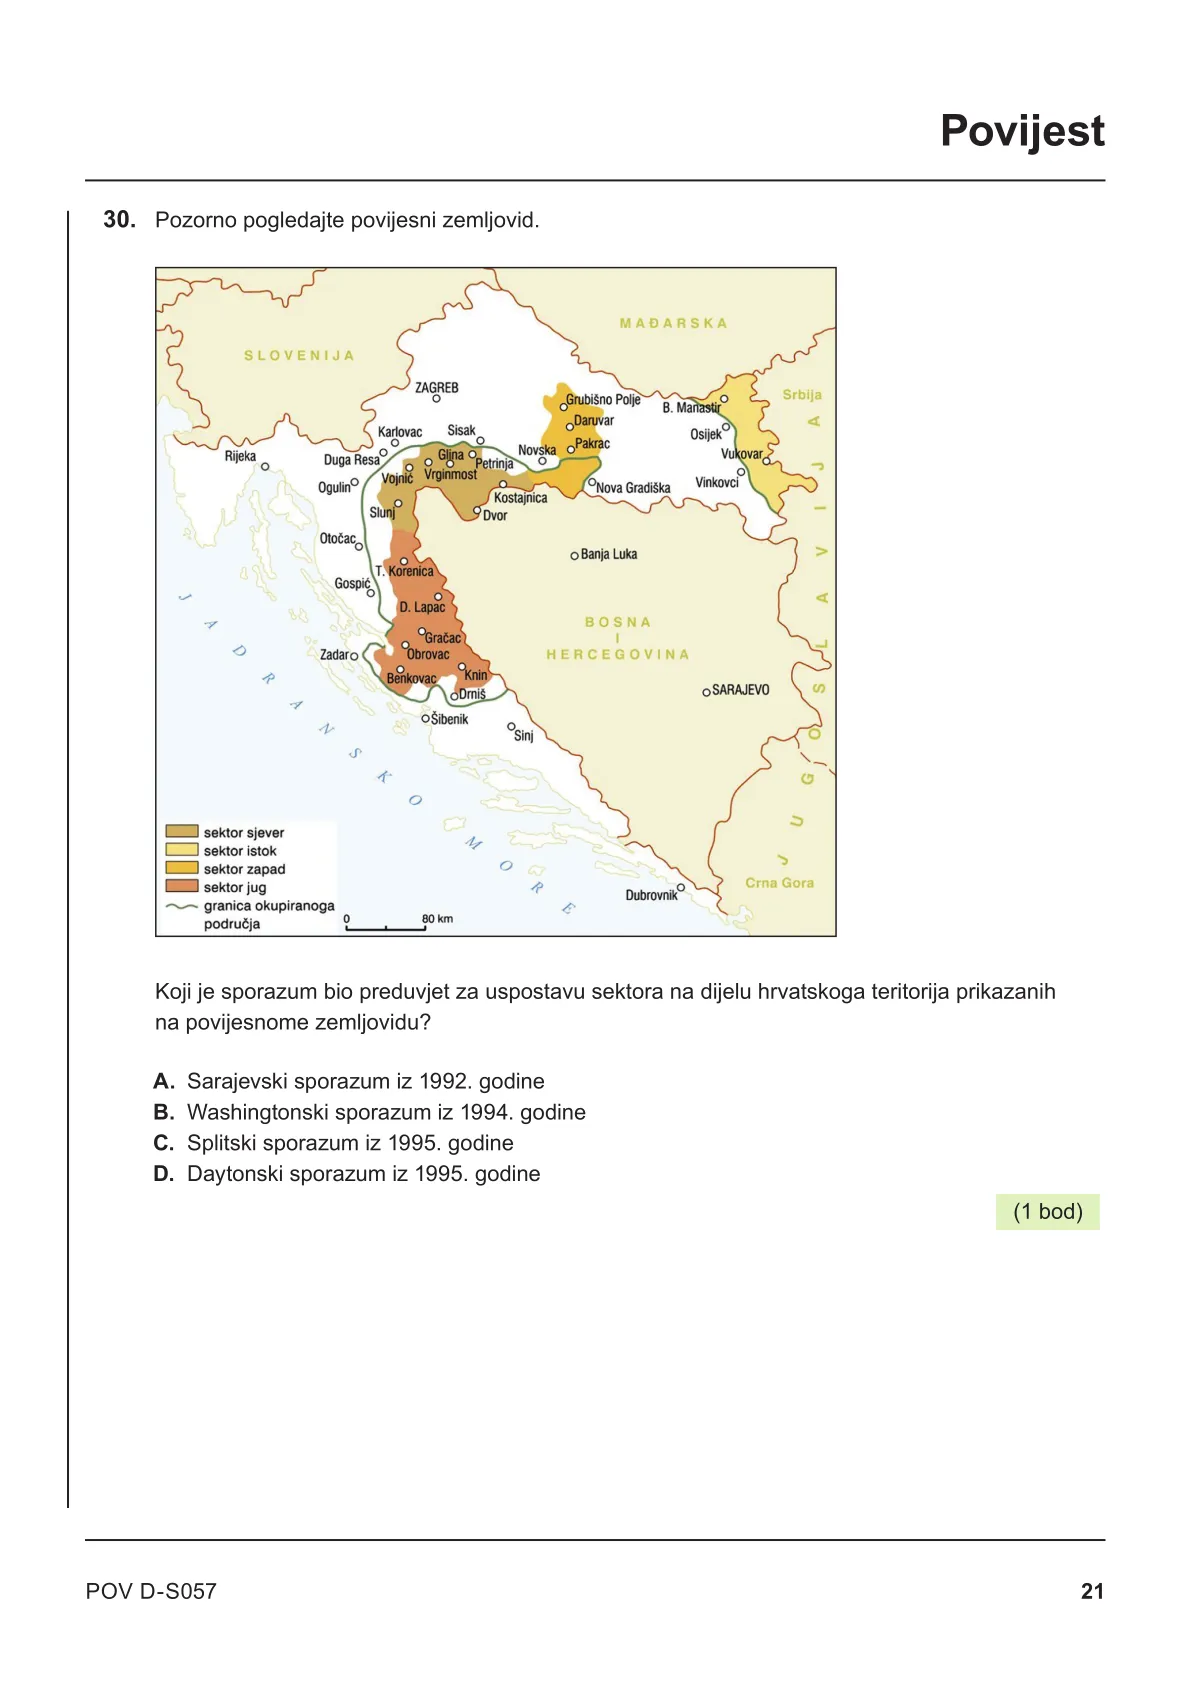 Povijest
30. Pozorno pogledajte povijesni zemljovid.
MAĐARSKA
SLOVENIJA
ZAGREB
Grubišno Polje
B. Manastir
Srbija
Daruvar
Karlovac
Sisak
Osijek
Rijeka
Duga Resa
Glina
Petrinja
Novska
Pakrac
Vukovar
Ogulin
Vojnić
Vrginmost
Kostajnica
Nova Gradiška
Vinkovci
Slunj
Dvor
Otočac
Banja Luka
T. Korenica
Gospić
D. Lapac
BOSNA
I
HERCEGOVINA
Gračac
Zadar
Obrovac
Benkovac
Knin
Drniš
SARAJEVO
Šibenik
Sinj
JADRANSKO MORE
JUGOSLAVIJA
Crna Gora
Dubrovnik
sektor sjever
sektor istok
sektor zapad
sektor jug
granica okupiranoga
područja
0 80 km
Koji je sporazum bio preduvjet za uspostavu sektora na dijelu hrvatskoga teritorija prikazanih
na povijesnome zemljovidu?
A. Sarajevski sporazum iz 1992. godine
B. Washingtonski sporazum iz 1994. godine
C. Splitski sporazum iz 1995. godine
D. Daytonski sporazum iz 1995. godine
(1 bod)
POV D-S057
21